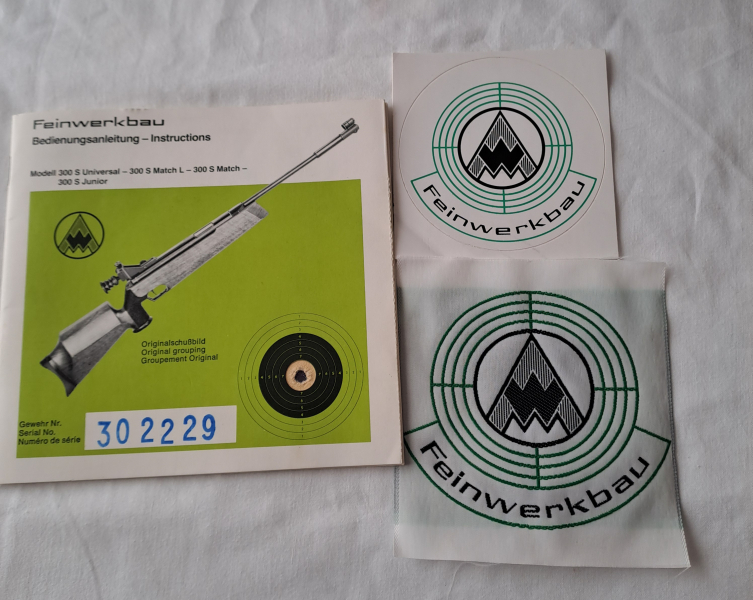 Feinwerkbau
Bedienungsanleitung – Instructions
Modell 300 S Universal – 300 S Match L – 300 S Match –
300 S Junior
Originalschußbild
Original grouping
Groupement Original
Gewehr Nr.
Serial No.
Numéro de série
302229
Feinwerkbau
Feinwerkbau